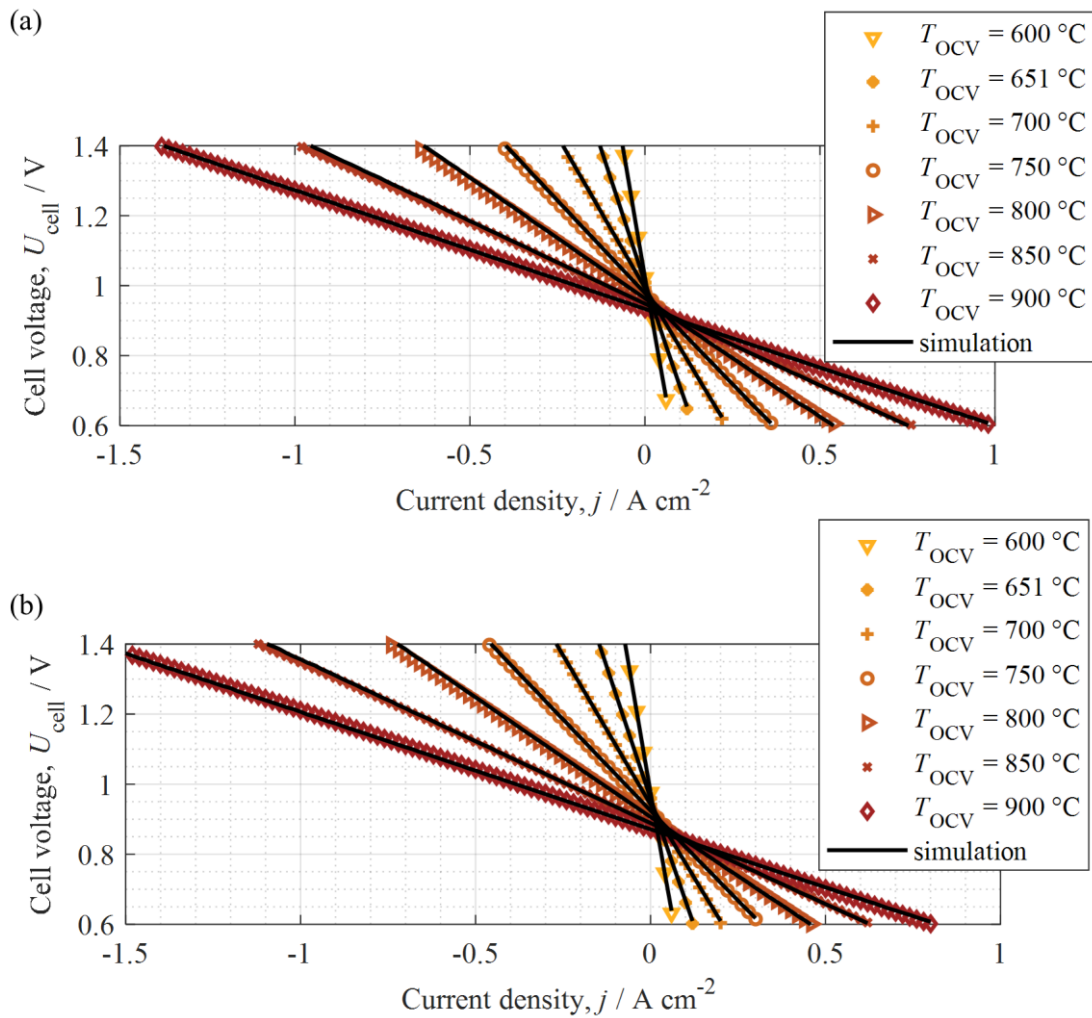 (a)
T_OCV = 600 °C
T_OCV = 651 °C
T_OCV = 700 °C
T_OCV = 750 °C
T_OCV = 800 °C
T_OCV = 850 °C
T_OCV = 900 °C
simulation
Cell voltage, U_cell / V
1.4
1.2
1
0.8
0.6
-1.5
-1
-0.5
0
0.5
1
Current density, j / A cm⁻²
(b)
T_OCV = 600 °C
T_OCV = 651 °C
T_OCV = 700 °C
T_OCV = 750 °C
T_OCV = 800 °C
T_OCV = 850 °C
T_OCV = 900 °C
simulation
Cell voltage, U_cell / V
1.4
1.2
1
0.8
0.6
-1.5
-1
-0.5
0
0.5
1
Current density, j / A cm⁻²